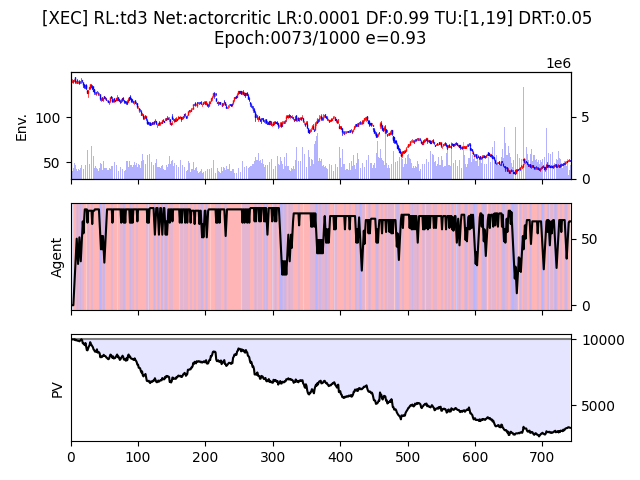 [XEC] RL:td3 Net:actorcritic LR:0.0001 DF:0.99 TU:[1,19] DRT:0.05
Epoch:0073/1000 e=0.93
1e6
Env.
100
50
5
0
Agent
50
0
PV
10000
5000
0 100 200 300 400 500 600 700